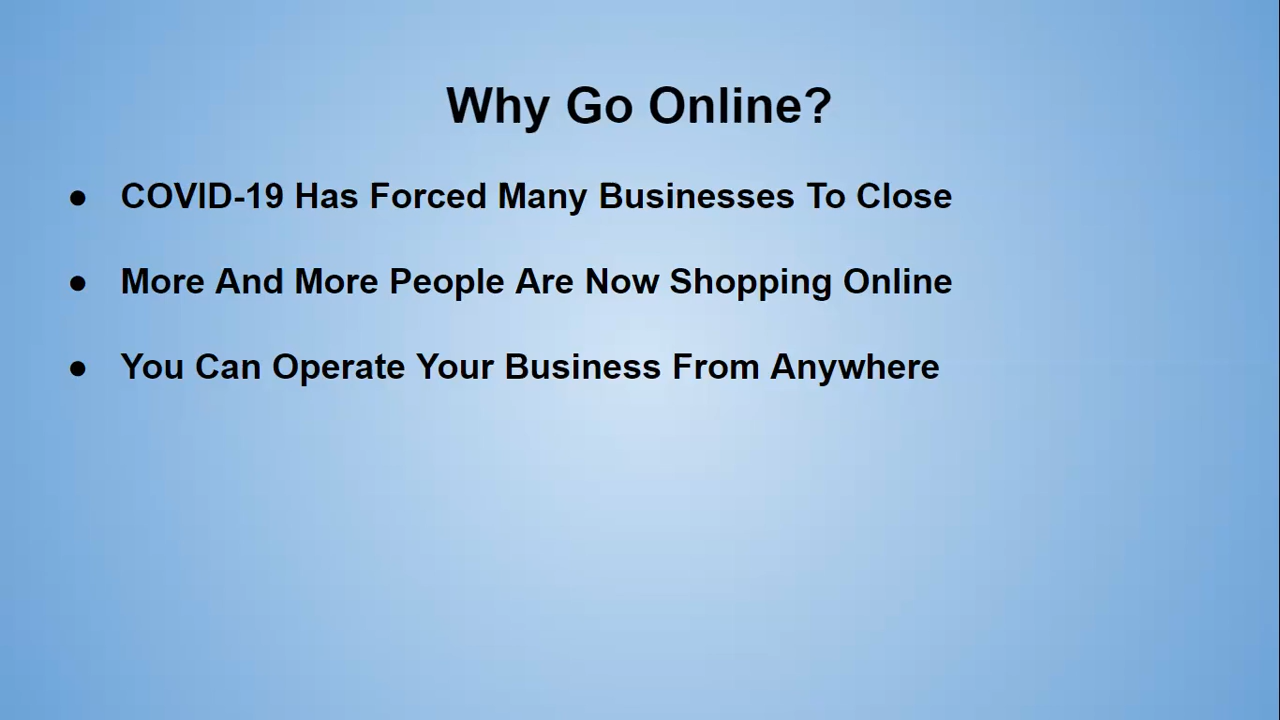 Why Go Online?
● COVID-19 Has Forced Many Businesses To Close
● More And More People Are Now Shopping Online
● You Can Operate Your Business From Anywhere